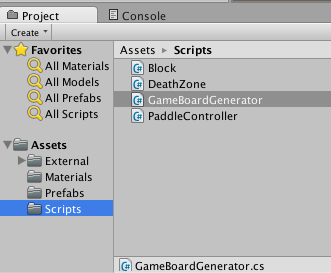 Project
Console
Create
Favorites
All Materials
All Models
All Prefabs
All Scripts
Assets
External
Materials
Prefabs
Scripts
Assets Scripts
Block
DeathZone
GameBoardGenerator
PaddleController
GameBoardGenerator.cs